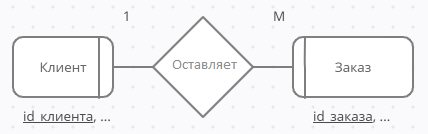 1 М
Клиент Оставляет Заказ
id_клиента, ... id_заказа, ...